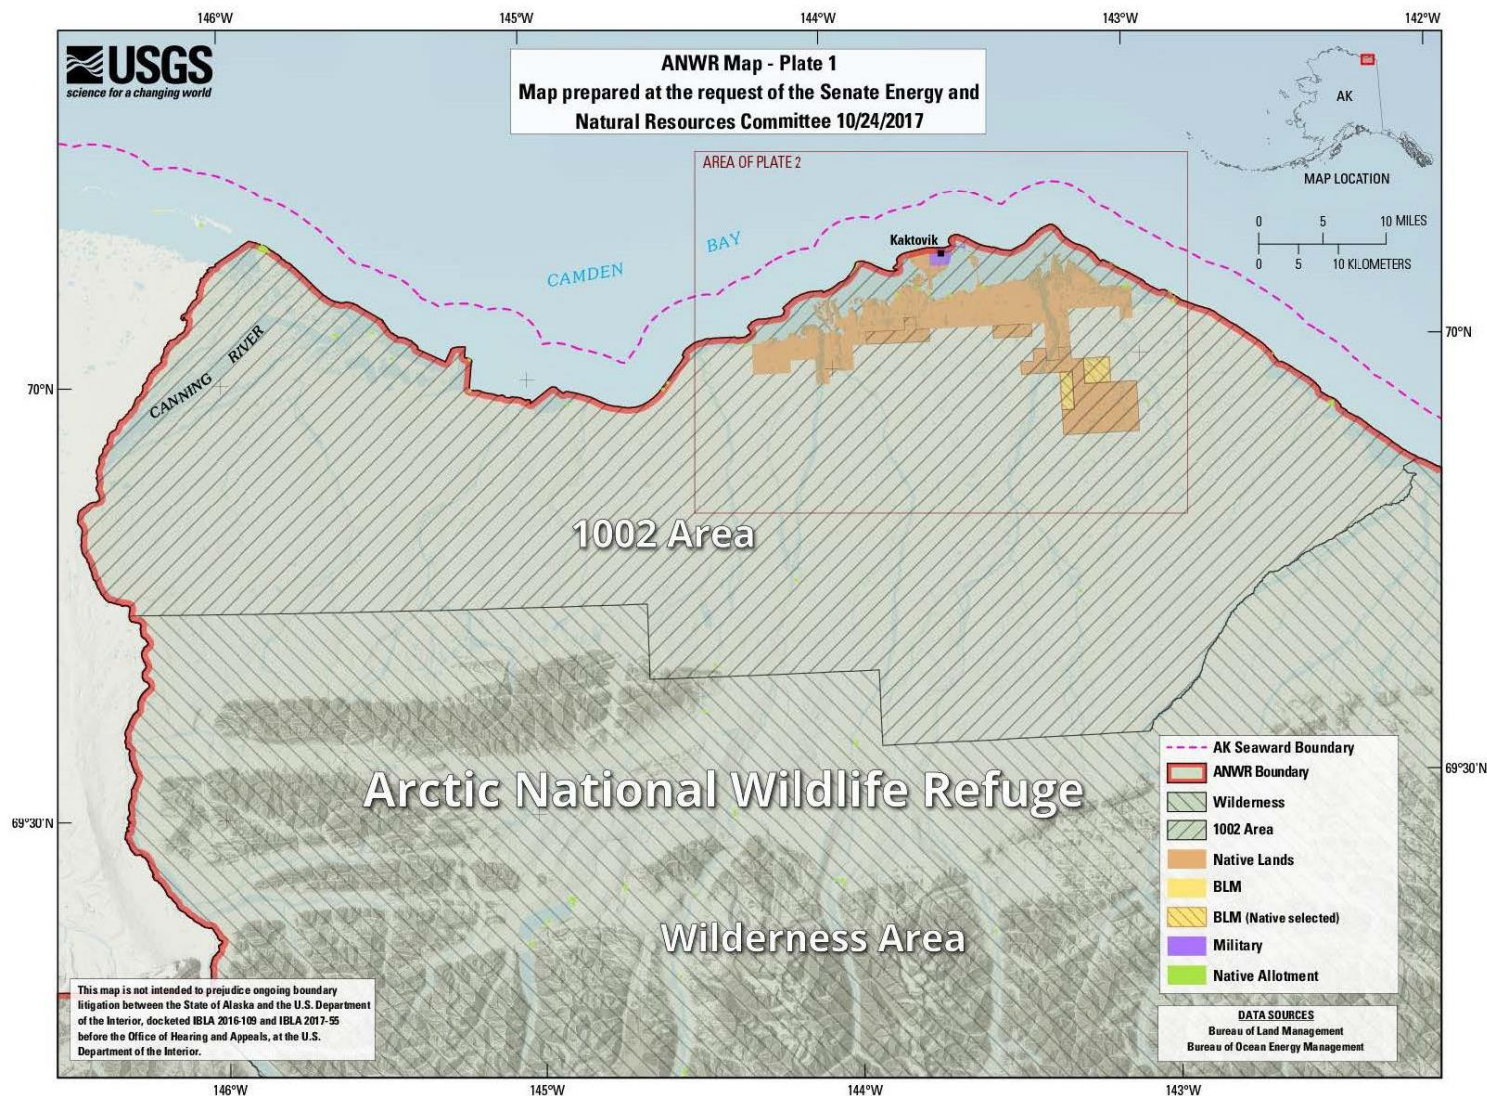 146°W
145°W
144°W
143°W
142°W
USGS
science for a changing world
ANWR Map - Plate 1
Map prepared at the request of the Senate Energy and
Natural Resources Committee 10/24/2017
AK
MAP LOCATION
0 5 10 MILES
0 5 10 KILOMETERS
AREA OF PLATE 2
Kaktovik
CAMDEN BAY
CANNING RIVER
70°N
70°N
1002 Area
Arctic National Wildlife Refuge
Wilderness Area
69°30'N
69°30'N
AK Seaward Boundary
ANWR Boundary
Wilderness
1002 Area
Native Lands
BLM
BLM (Native selected)
Military
Native Allotment
This map is not intended to prejudice ongoing boundary
litigation between the State of Alaska and the U.S. Department
of the Interior, docketed IBLA 2016-109 and IBLA 2017-55
before the Office of Hearing and Appeals, at the U.S.
Department of the Interior.
DATA SOURCES
Bureau of Land Management
Bureau of Ocean Energy Management
146°W
145°W
144°W
143°W